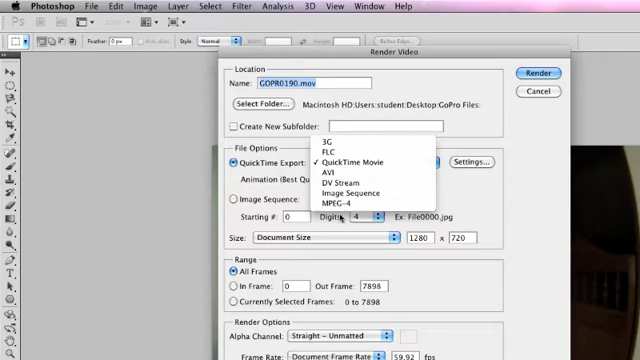 Photoshop File Edit Image Layer Select Filter Analysis 3D View Window Help
Feather: 0 px Anti-alias Style: Normal Width: Height:
Render Video
Location
Name: GOPR0190.mov
Render
Select Folder... Macintosh HD:Users:student:Desktop:GoPro Files:
Cancel
Create New Subfolder:
File Options
QuickTime Export:
Settings...
Animation (Best Qu
3G
FLC
✓ QuickTime Movie
AVI
DV Stream
Image Sequence
MPEG-4
Image Sequence:
Starting #: 0 Digits: 4 Ex: File0000.jpg
Size: Document Size 1280 x 720
Range
All Frames
In Frame: 0 Out Frame: 7898
Currently Selected Frames: 0 to 7898
Render Options
Alpha Channel: Straight - Unmatted
Frame Rate: Document Frame Rate 59.92 fps